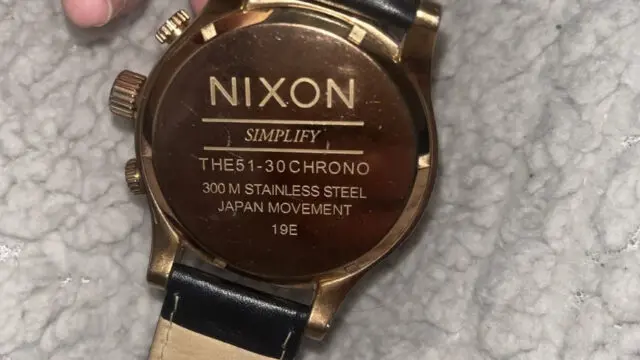 NIXON
SIMPLIFY
THE51-30CHRONO
300 M STAINLESS STEEL
JAPAN MOVEMENT
19E